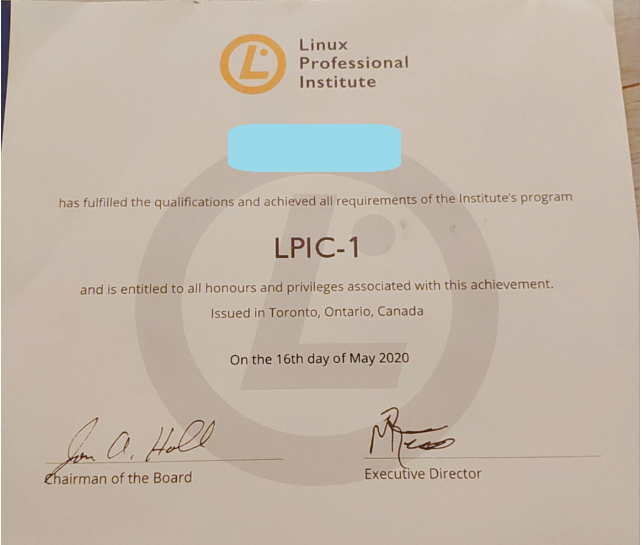 Linux
Professional
Institute
has fulfilled the qualifications and achieved all requirements of the Institute's program
LPIC-1
and is entitled to all honours and privileges associated with this achievement.
Issued in Toronto, Ontario, Canada
On the 16th day of May 2020
Jon A. Hall
Chairman of the Board
Executive Director